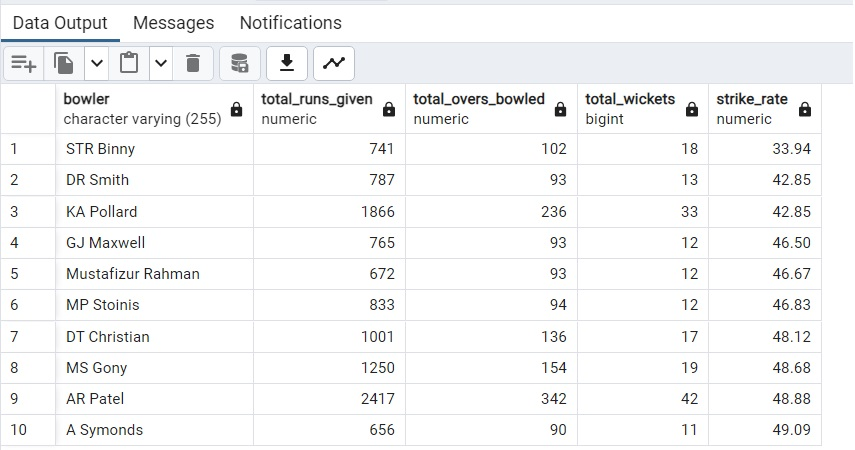 Data Output Messages Notifications
bowler total_runs_given total_overs_bowled total_wickets strike_rate
character varying (255) numeric numeric bigint numeric
1 STR Binny 741 102 18 33.94
2 DR Smith 787 93 13 42.85
3 KA Pollard 1866 236 33 42.85
4 GJ Maxwell 765 93 12 46.50
5 Mustafizur Rahman 672 93 12 46.67
6 MP Stoinis 833 94 12 46.83
7 DT Christian 1001 136 17 48.12
8 MS Gony 1250 154 19 48.68
9 AR Patel 2417 342 42 48.88
10 A Symonds 656 90 11 49.09